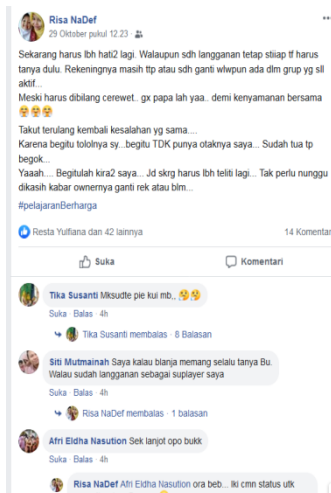 Risa NaDef
29 Oktober pukul 12.23 ·
Sekarang harus lbh hati2 lagi. Walaupun sdh langganan tetap stiiap tf harus
tanya dulu. Rekeningnya masih ttp atau sdh ganti wlwpun ada dlm grup yg sll
aktif...
Meski harus dibilang cerewet.. gx papa lah yaa.. demi kenyamanan bersama
😤😤😤
Takut terulang kembali kesalahan yg sama....
Karena begitu tololnya sy...begitu TDK punya otaknya saya... Sudah tua tp
begok...
Yaaah.... Begitulah kira2 saya... Jd skrg harus lbh teliti lagi... Tak perlu nunggu
dikasih kabar ownernya ganti rek atau blm...
#pelajaranBerharga
Resta Yulfiana dan 42 lainnya
14 Komentar
Suka
Komentari
Tika Susanti Mksudte pie kui mb,, 🤔🤔
Suka · Balas · 4h
Tika Susanti membalas · 8 Balasan
Siti Mutmainah Saya kalau blanja memang selalu tanya Bu.
Walau sudah langganan sebagai suplayer saya
Suka · Balas · 4h
Risa NaDef membalas · 1 balasan
Afri Eldha Nasution Sek lanjot opo bukk
Suka · Balas · 4h
Risa NaDef Afri Eldha Nasution ora beb... Iki cmn status utk